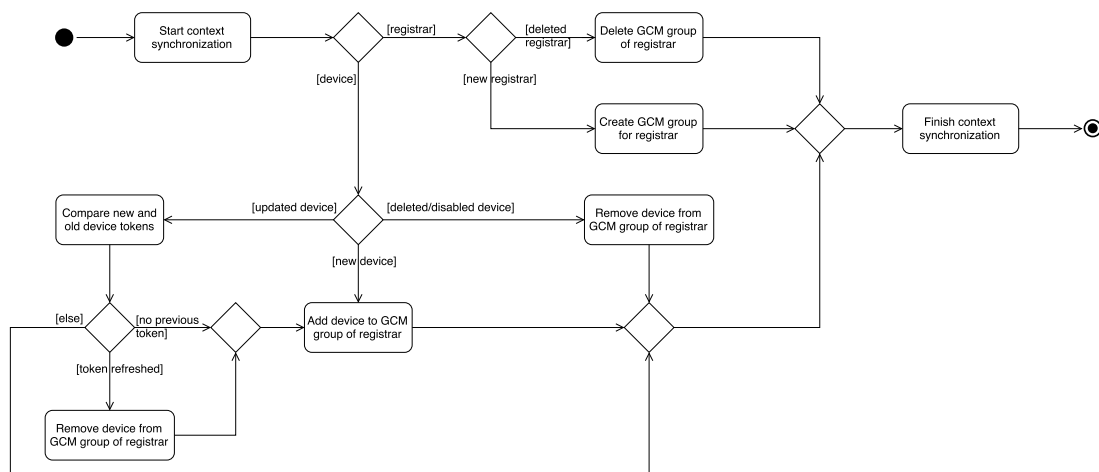 Start context
synchronization
[registrar]
[deleted
registrar]
Delete GCM group
of registrar
[device]
[new registrar]
Create GCM group
for registrar
Finish context
synchronization
Compare new and
old device tokens
[updated device]
[deleted/disabled device]
Remove device from
GCM group of registrar
[new device]
[else]
[no previous
token]
Add device to GCM
group of registrar
[token refreshed]
Remove device from
GCM group of registrar